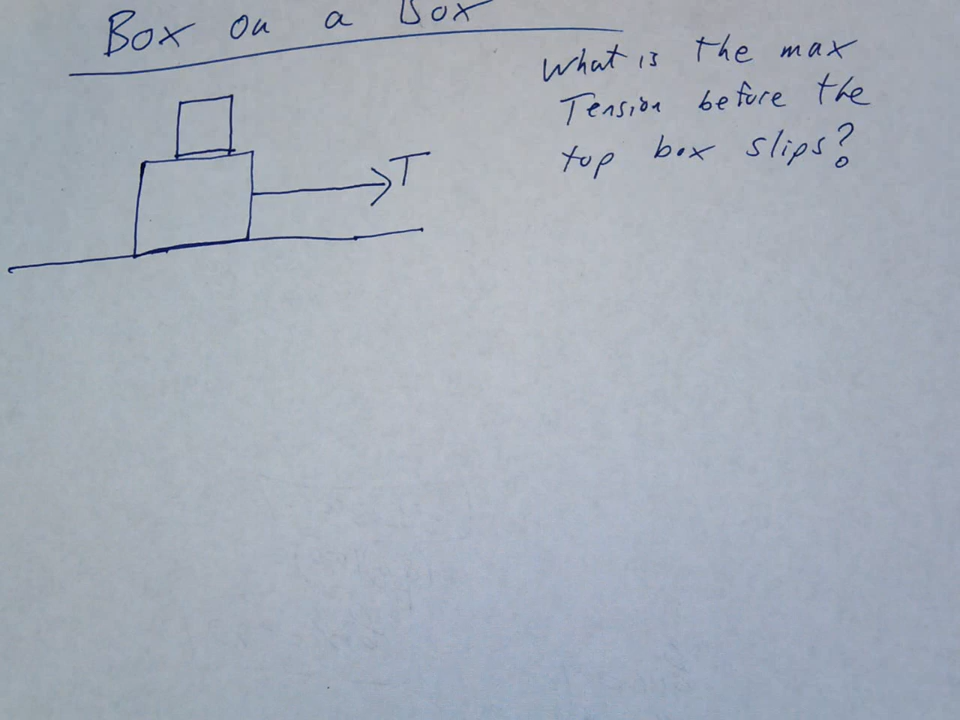 Box on a Box
What is the max
Tension before the
top box slips?
T